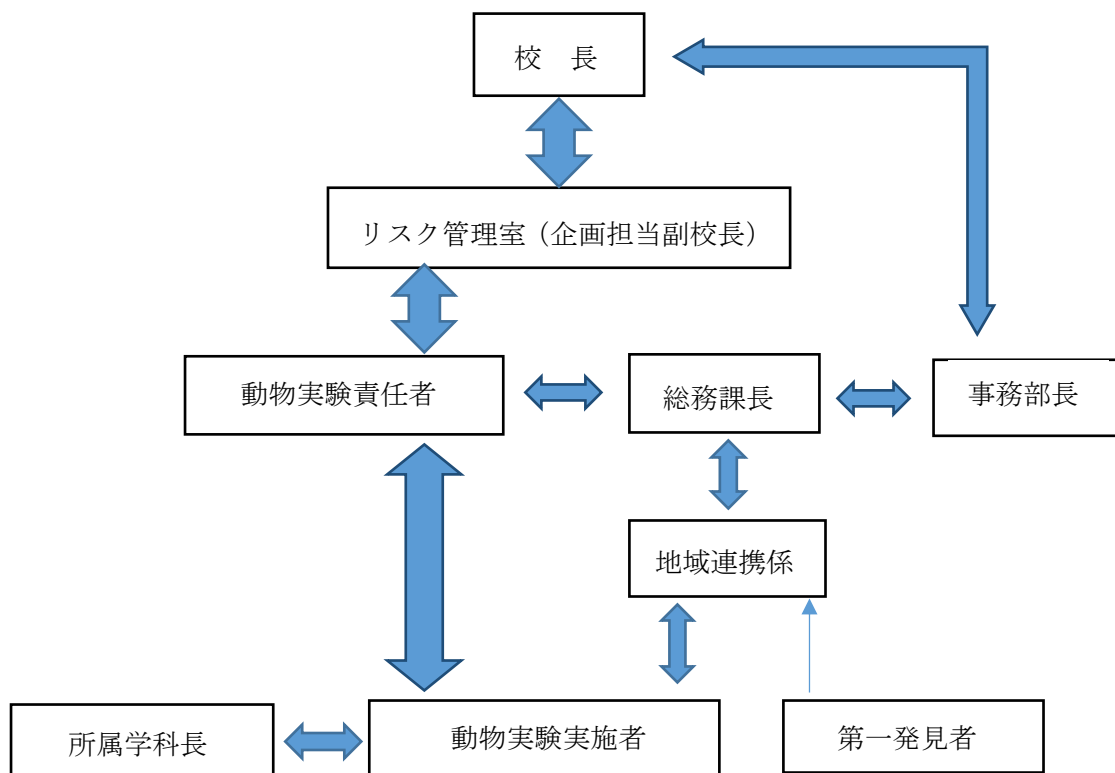 校　長
リスク管理室（企画担当副校長）
動物実験責任者
総務課長
事務部長
地域連携係
所属学科長
動物実験実施者
第一発見者